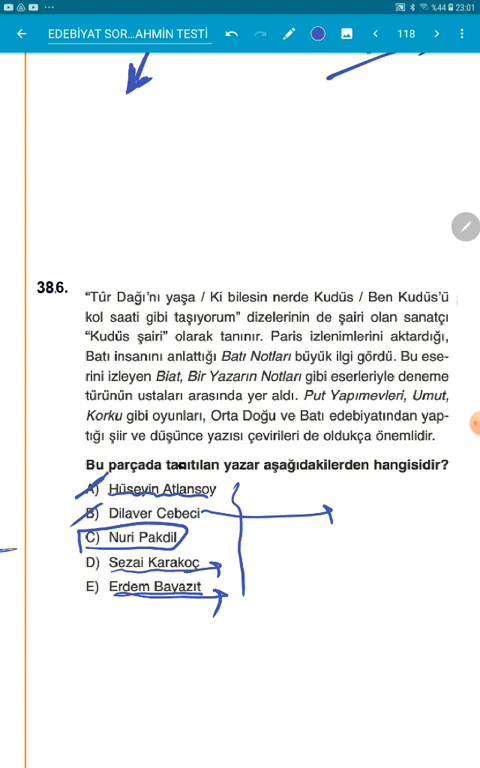 %44 23:01
EDEBİYAT SOR...AHMİN TESTİ
118
386.
“Tûr Dağı’nı yaşa / Ki bilesin nerde Kudüs / Ben Kudüs’ü
kol saati gibi taşıyorum” dizelerinin de şairi olan sanatçı
“Kudüs şairi” olarak tanınır. Paris izlenimlerini aktardığı,
Batı insanını anlattığı Batı Notları büyük ilgi gördü. Bu ese-
rini izleyen Biat, Bir Yazarın Notları gibi eserleriyle deneme
türünün ustaları arasında yer aldı. Put Yapımevleri, Umut,
Korku gibi oyunları, Orta Doğu ve Batı edebiyatından yap-
tığı şiir ve düşünce yazısı çevirileri de oldukça önemlidir.
Bu parçada tanıtılan yazar aşağıdakilerden hangisidir?
A) Hüseyin Atlansoy
B) Dilaver Cebeci
C) Nuri Pakdil
D) Sezai Karakoç
E) Erdem Bayazıt